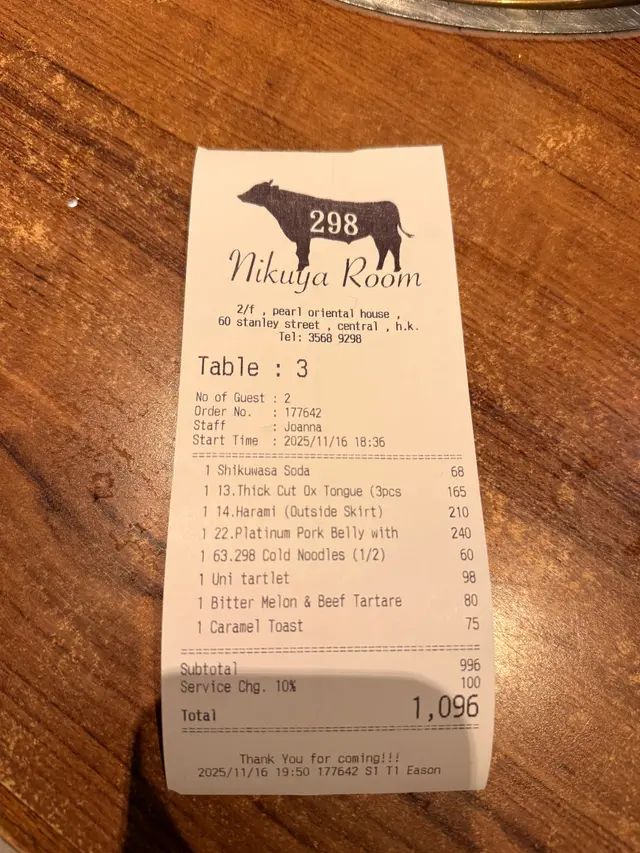 298
Nikuya Room
2/f , pearl oriental house ,
60 stanley street , central , h.k.
Tel: 3568 9298
Table : 3
No of Guest : 2
Order No. : 177642
Staff : Joanna
Start Time : 2025/11/16 18:36
1 Shikuwasa Soda 68
1 13.Thick Cut Ox Tongue (3pcs 165
1 14.Harami (Outside Skirt) 210
1 22.Platinum Pork Belly with 240
1 63.298 Cold Noodles (1/2) 60
1 Uni tartlet 98
1 Bitter Melon & Beef Tartare 80
1 Caramel Toast 75
Subtotal 996
Service Chg. 10% 100
Total 1,096
Thank You for coming!!!
2025/11/16 19:50 177642 S1 T1 Eason